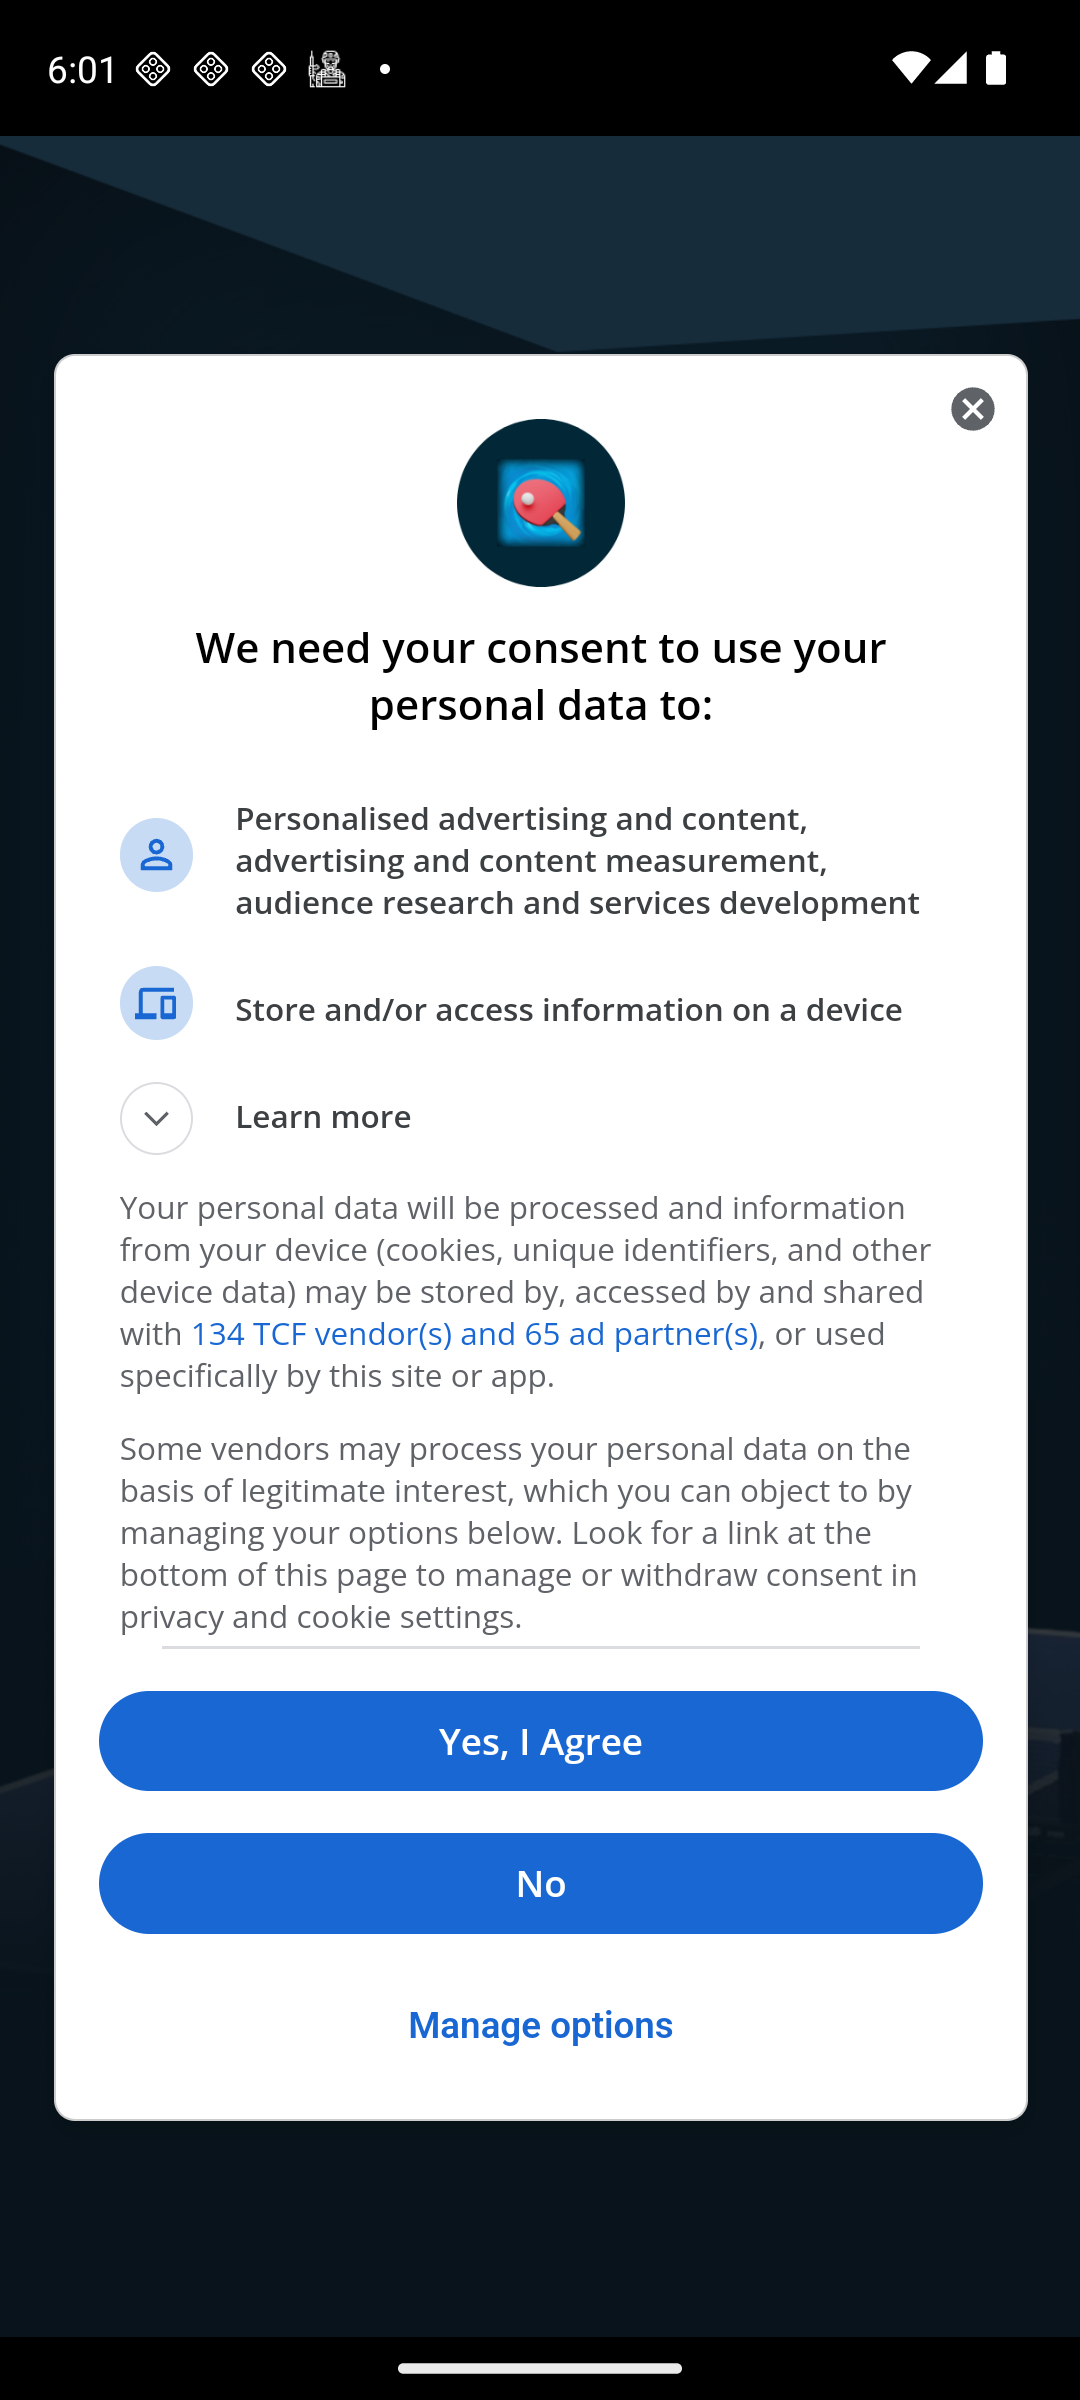 6:01
We need your consent to use your
personal data to:
Personalised advertising and content,
advertising and content measurement,
audience research and services development
Store and/or access information on a device
Learn more
Your personal data will be processed and information
from your device (cookies, unique identifiers, and other
device data) may be stored by, accessed by and shared
with 134 TCF vendor(s) and 65 ad partner(s), or used
specifically by this site or app.
Some vendors may process your personal data on the
basis of legitimate interest, which you can object to by
managing your options below. Look for a link at the
bottom of this page to manage or withdraw consent in
privacy and cookie settings.
Yes, I Agree
No
Manage options